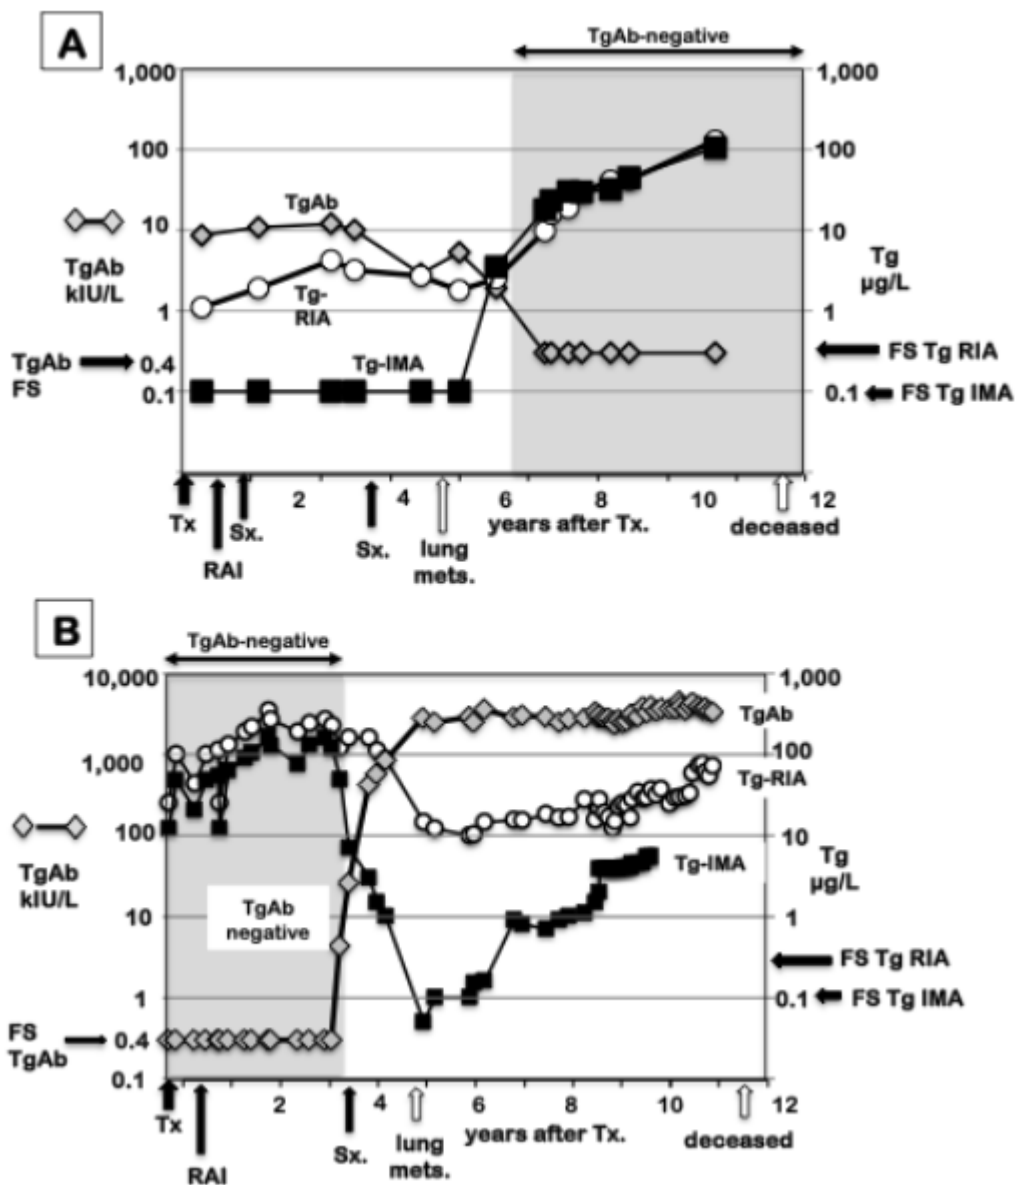 A
TgAb-negative
1,000
1,000
100
100
TgAb
10
10
TgAb
kIU/L
Tg
µg/L
Tg-
RIA
1
1
TgAb
FS
0.4
Tg-IMA
FS Tg RIA
0.1
0.1
FS Tg IMA
2
4
6
8
10
12
Tx
Sx.
RAI
Sx.
lung
mets.
years after Tx.
deceased
B
TgAb-negative
10,000
1,000
TgAb
1,000
100
Tg-RIA
100
10
TgAb
kIU/L
Tg-IMA
Tg
µg/L
TgAb
negative
10
1
FS Tg RIA
1
0.1
FS Tg IMA
FS
TgAb
0.4
0.1
2
4
6
8
10
12
Tx
RAI
Sx.
lung
mets.
years after Tx.
deceased